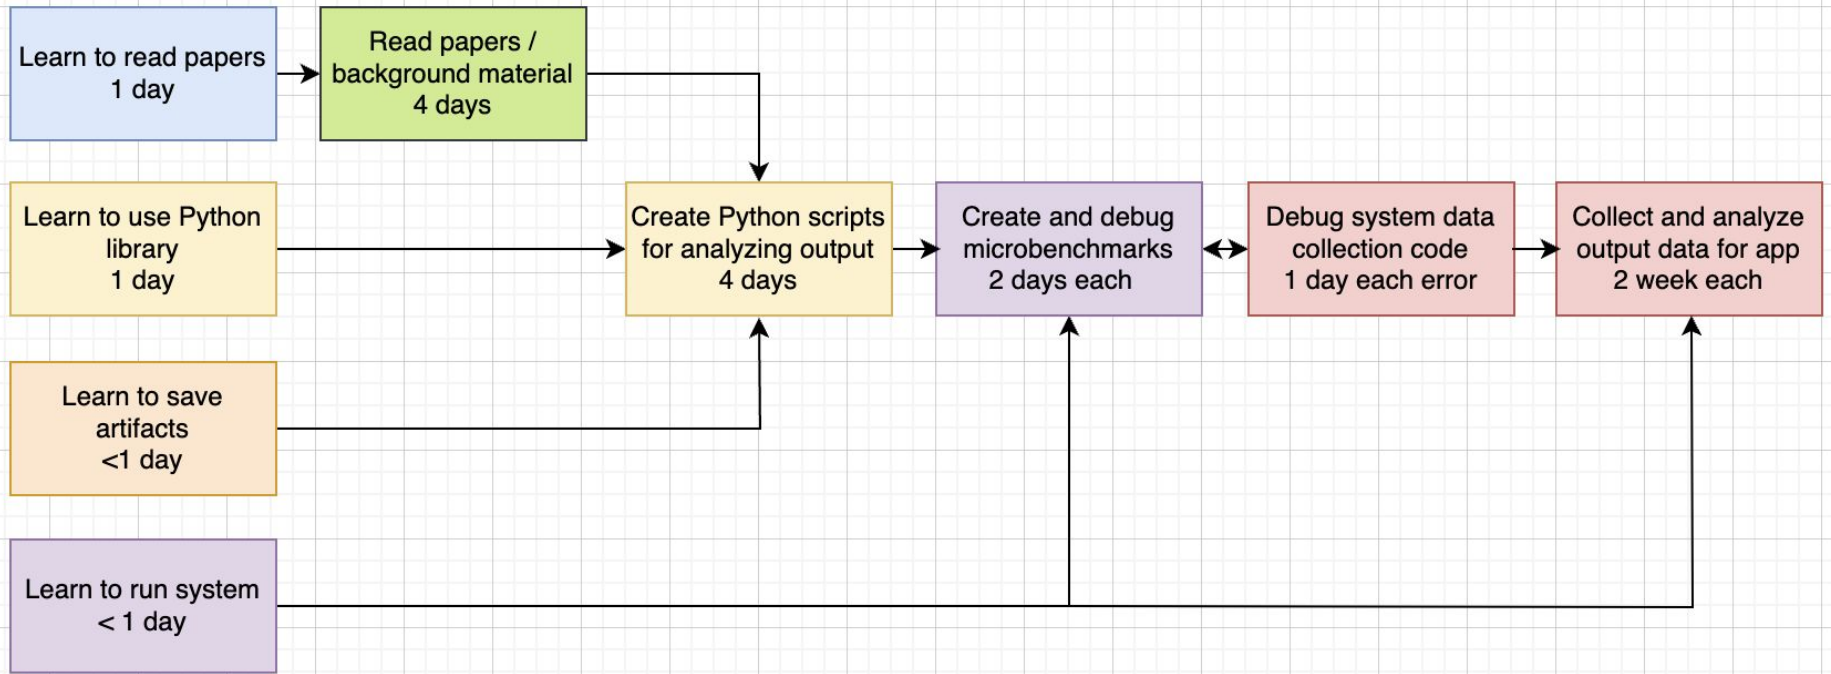 Learn to read papers
1 day
Read papers /
background material
4 days
Learn to use Python
library
1 day
Create Python scripts
for analyzing output
4 days
Create and debug
microbenchmarks
2 days each
Debug system data
collection code
1 day each error
Collect and analyze
output data for app
2 week each
Learn to save
artifacts
<1 day
Learn to run system
< 1 day